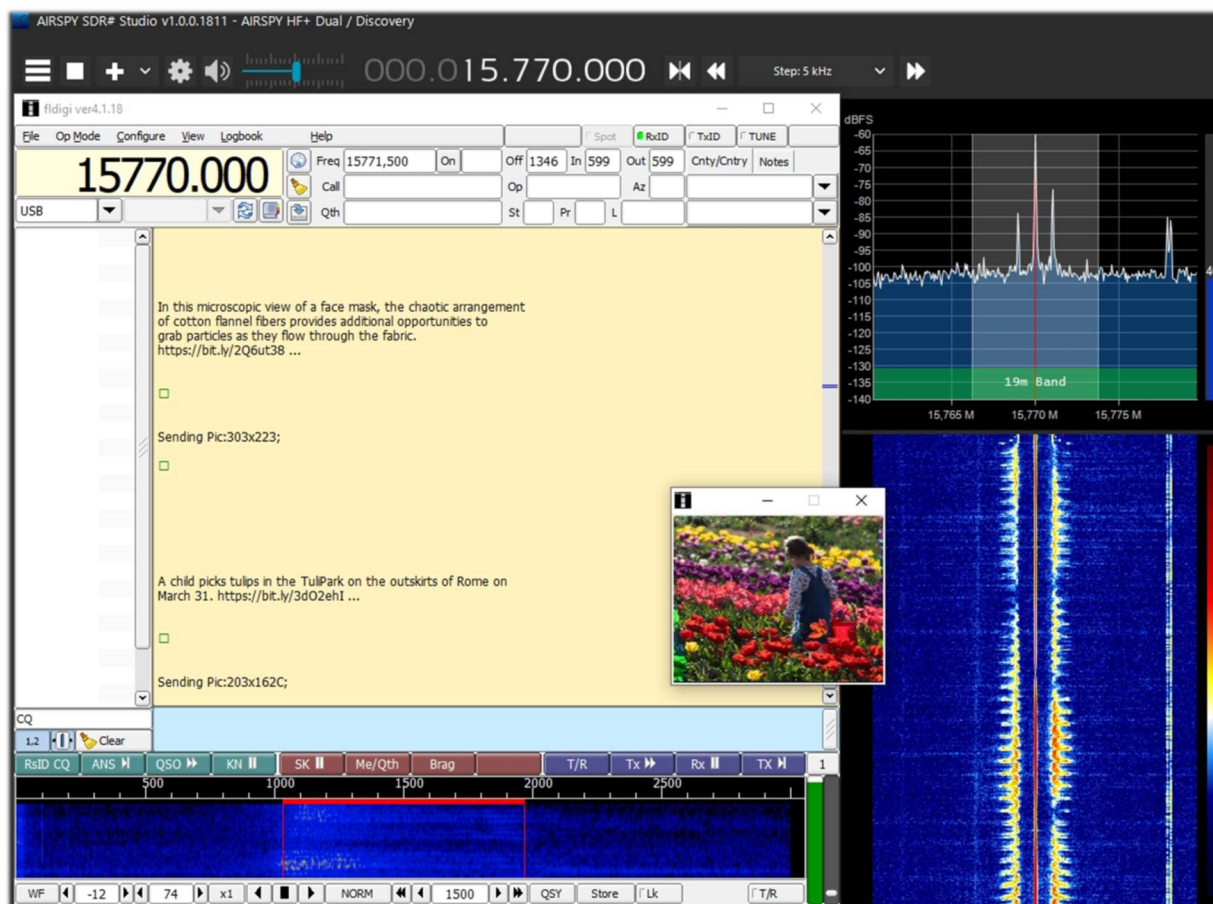 AIRSPY SDR# Studio v1.0.0.1811 - AIRSPY HF+ Dual / Discovery
000.015.770.000
Step: 5 kHz
fldigi ver4.1.18
File Op Mode Configure View Logbook Help
Spot RxID TxID TUNE
15770.000
Freq 15771,500 On Off 1346 In 599 Out 599 Cnty/Cntry Notes
Call Op Az
USB
Qth St Pr L
In this microscopic view of a face mask, the chaotic arrangement
of cotton flannel fibers provides additional opportunities to
grab particles as they flow through the fabric.
https://bit.ly/2Q6ut38 ...
Sending Pic:303x223;
A child picks tulips in the TuliPark on the outskirts of Rome on
March 31. https://bit.ly/3dO2ehI ...
Sending Pic:203x162C;
CQ
1,2 Clear
RsID CQ ANS QSO KN SK Me/Qth Brag T/R Tx Rx TX 1
500 1000 1500 2000 2500
WF -12 74 x1 NORM 1500 QSY Store Lk T/R
dBFS
-60
-65
-70
-75
-80
-85
-90
-95
-100
-105
-110
-115
-120
-125
-130
-135
-140
19m Band
15,765 M 15,770 M 15,775 M